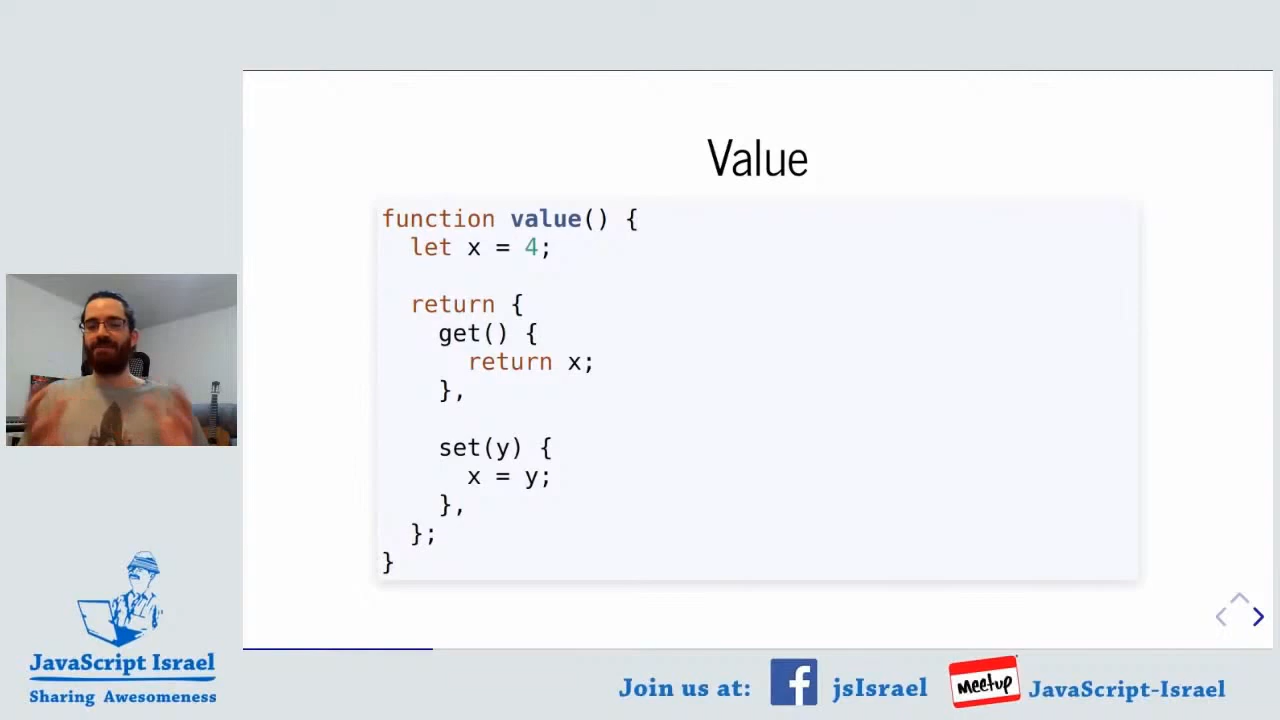 Value
function value() {
  let x = 4;
  return {
    get() {
      return x;
    },
    set(y) {
      x = y;
    },
  };
}
JavaScript Israel
Sharing Awesomeness
Join us at: f jsIsrael Meetup JavaScript-Israel